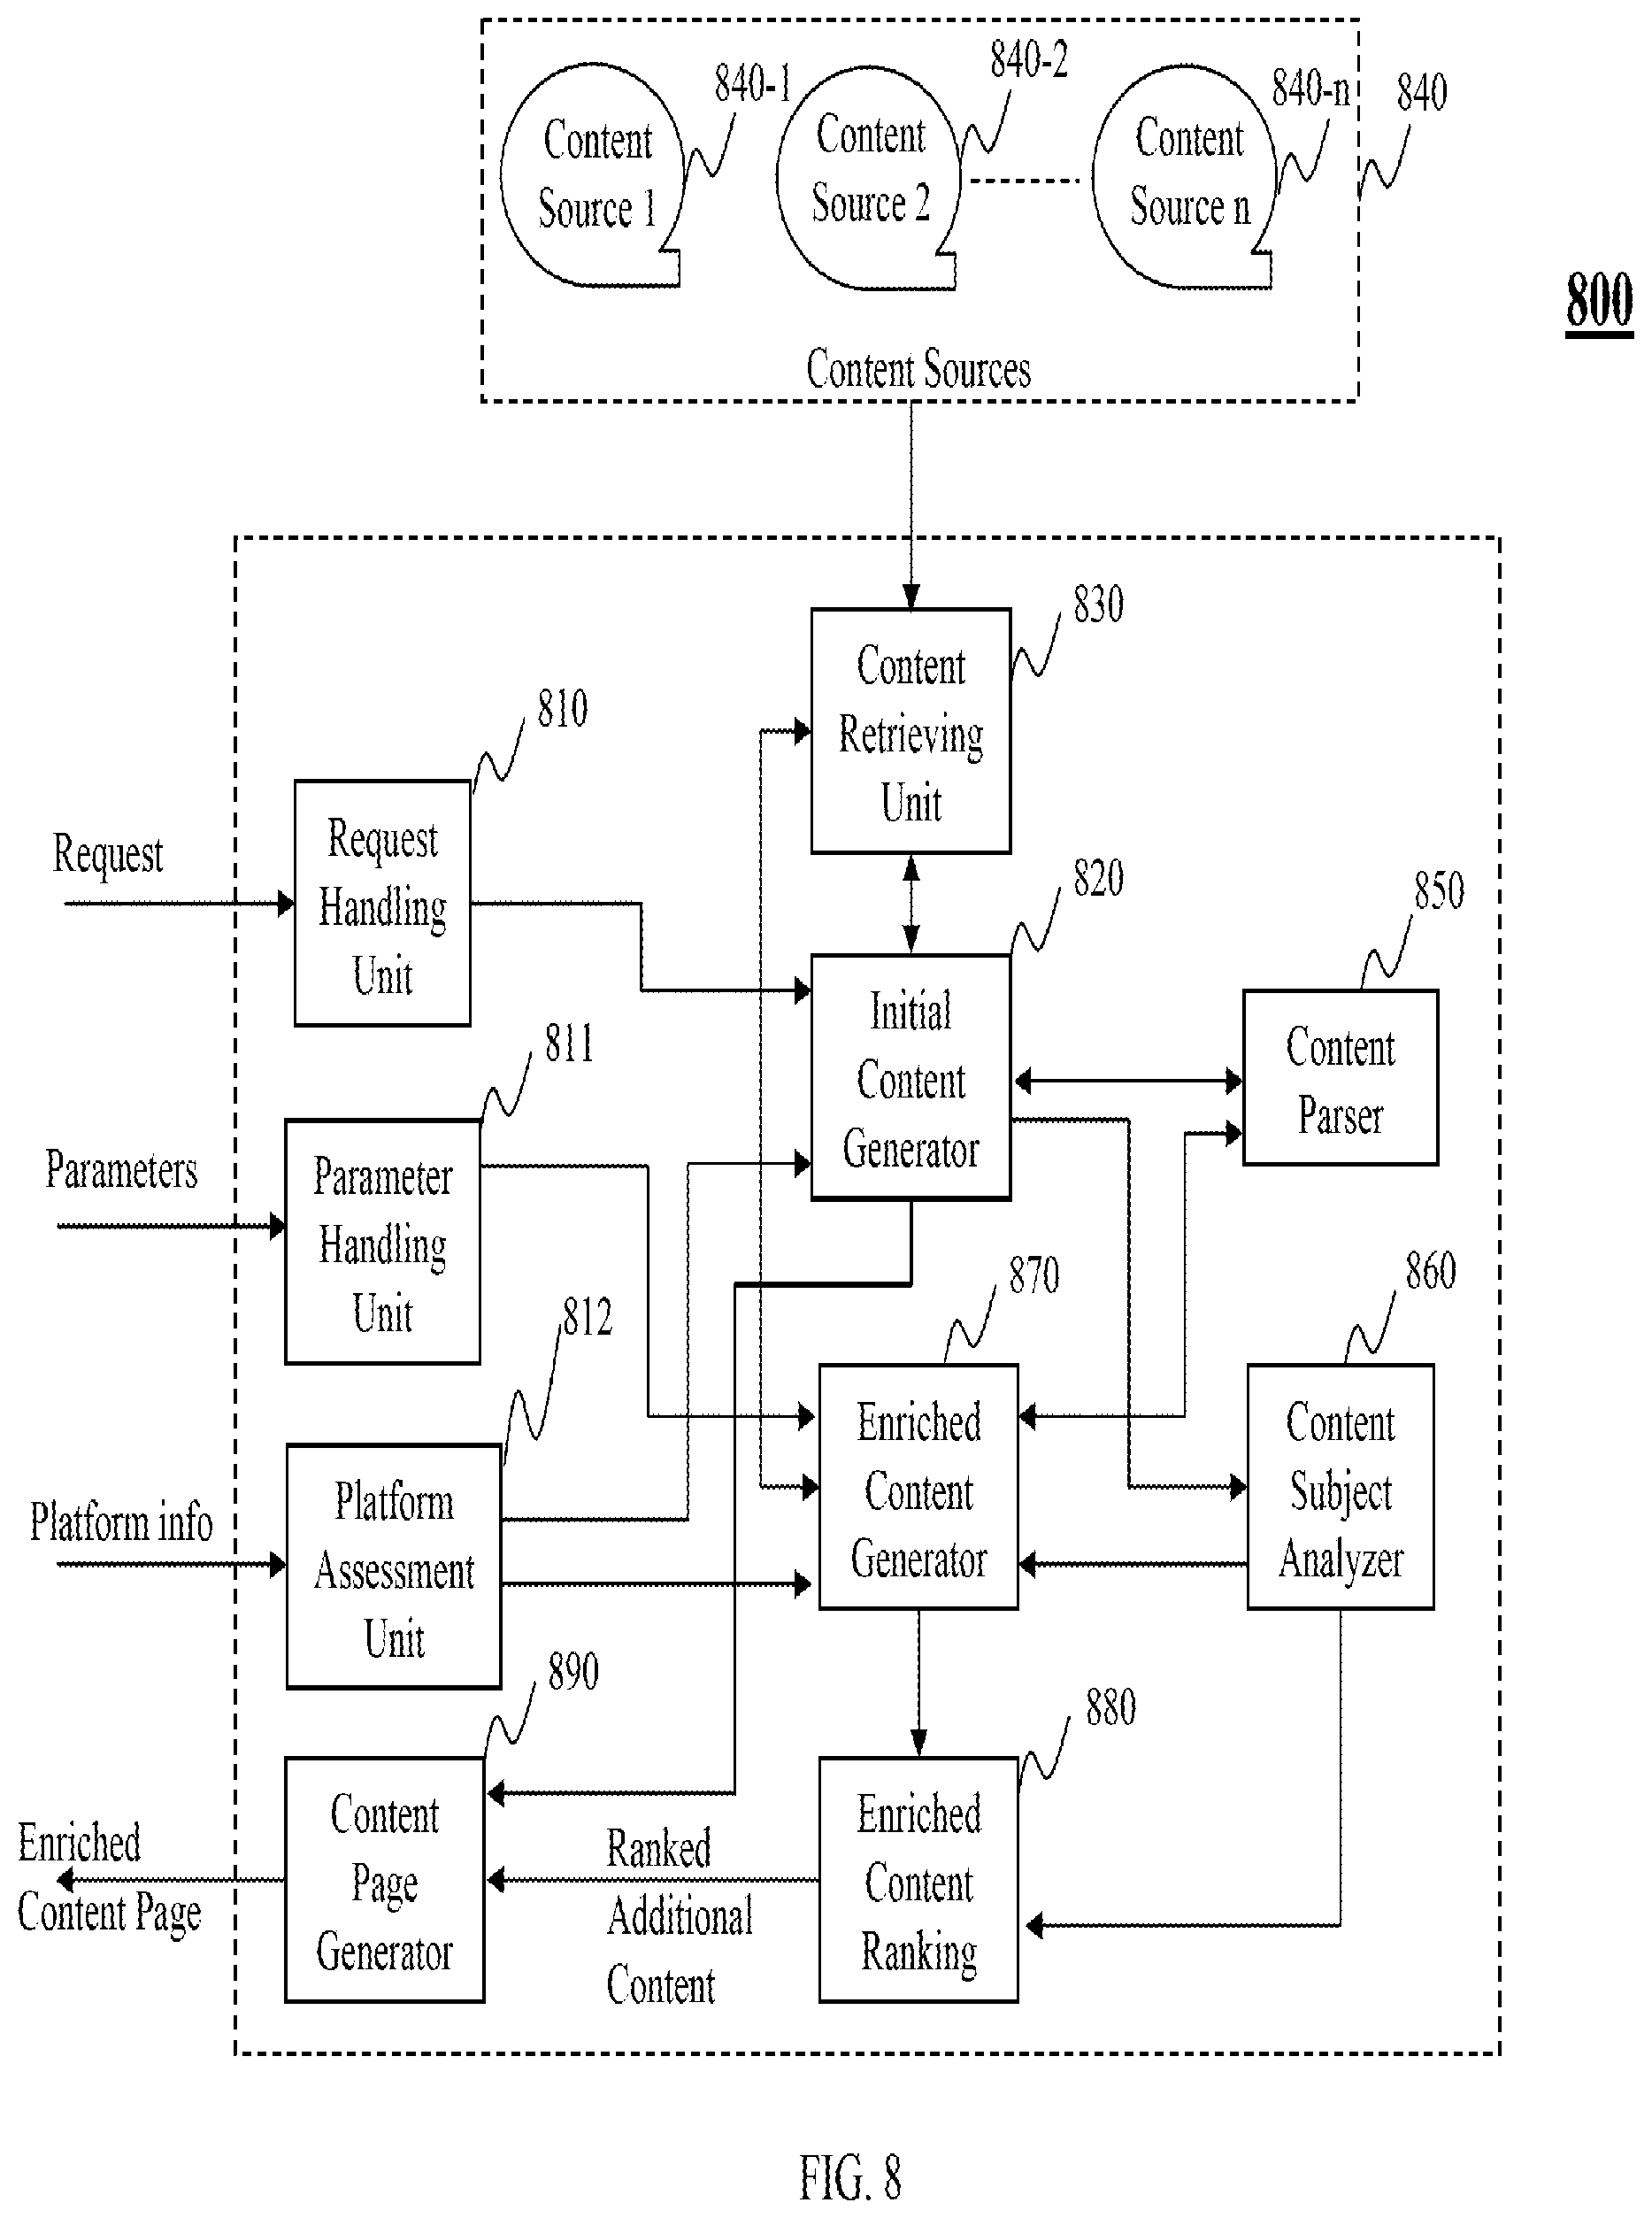 840-1
840-2
840-n
840
Content
Source 1
Content
Source 2
Content
Source n
Content Sources
800
830
Content
Retrieving
Unit
810
Request
Request
Handling
Unit
820
850
Initial
Content
Generator
811
Content
Parser
Parameters
Parameter
Handling
Unit
812
870
860
Enriched
Content
Generator
Content
Subject
Analyzer
Platform info
Platform
Assessment
Unit
890
880
Enriched
Content Page
Content
Page
Generator
Ranked
Additional
Content
Enriched
Content
Ranking
FIG. 8